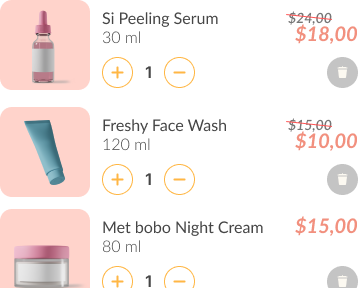 Si Peeling Serum
$24,00
30 ml
$18,00
1
Freshy Face Wash
$15,00
120 ml
$10,00
1
Met bobo Night Cream
$15,00
80 ml
1